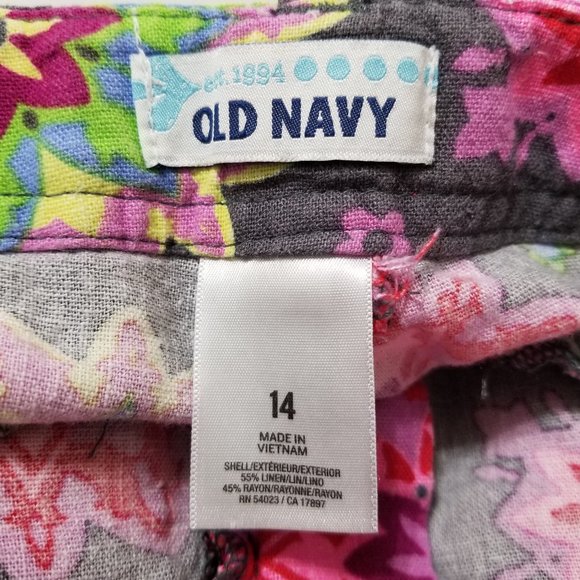 est. 1994
OLD NAVY
14
MADE IN
VIETNAM
SHELL/EXTÉRIEUR/EXTERIOR
55% LINEN/LIN/LINO
45% RAYON/RAYONNE/RAYON
RN 54023 / CA 17897